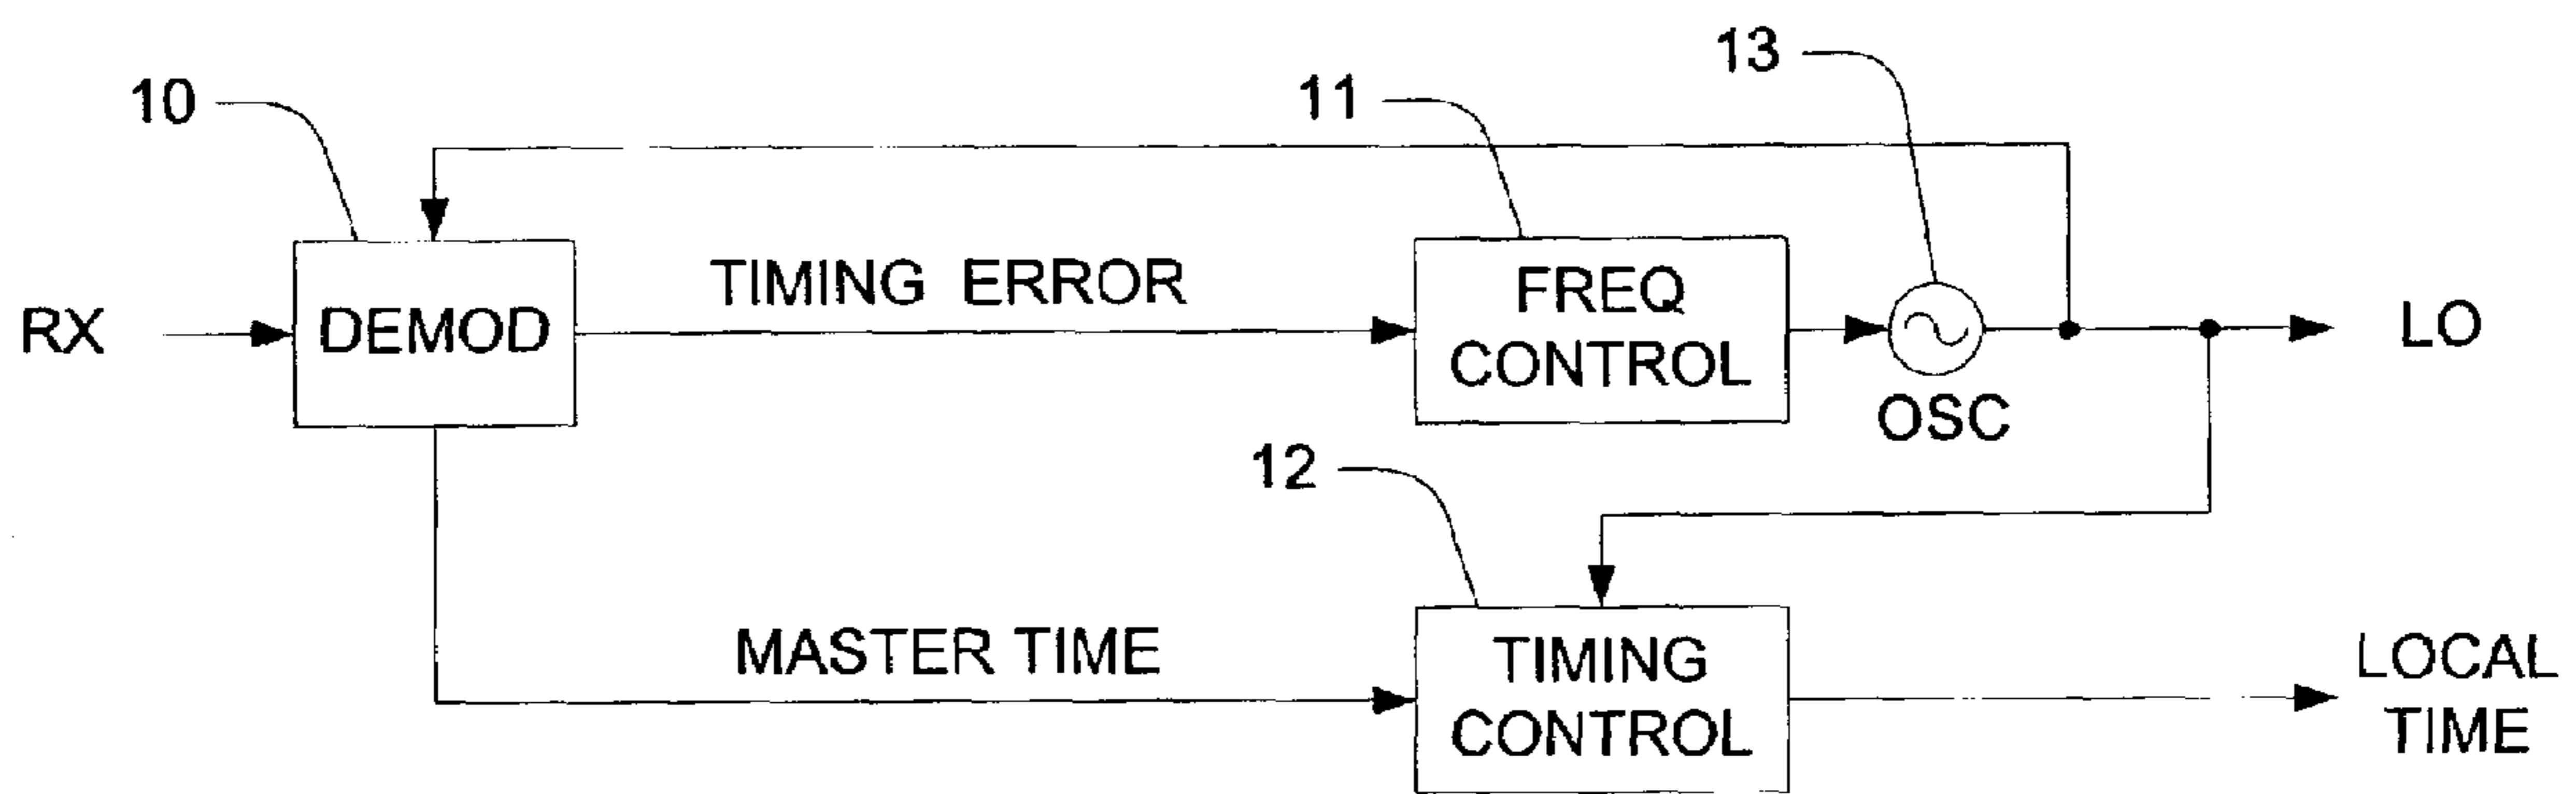 13
10
11
TIMING ERROR
FREQ
CONTROL
RX
DEMOD
LO
OSC
12
MASTER TIME
TIMING
CONTROL
LOCAL
TIME